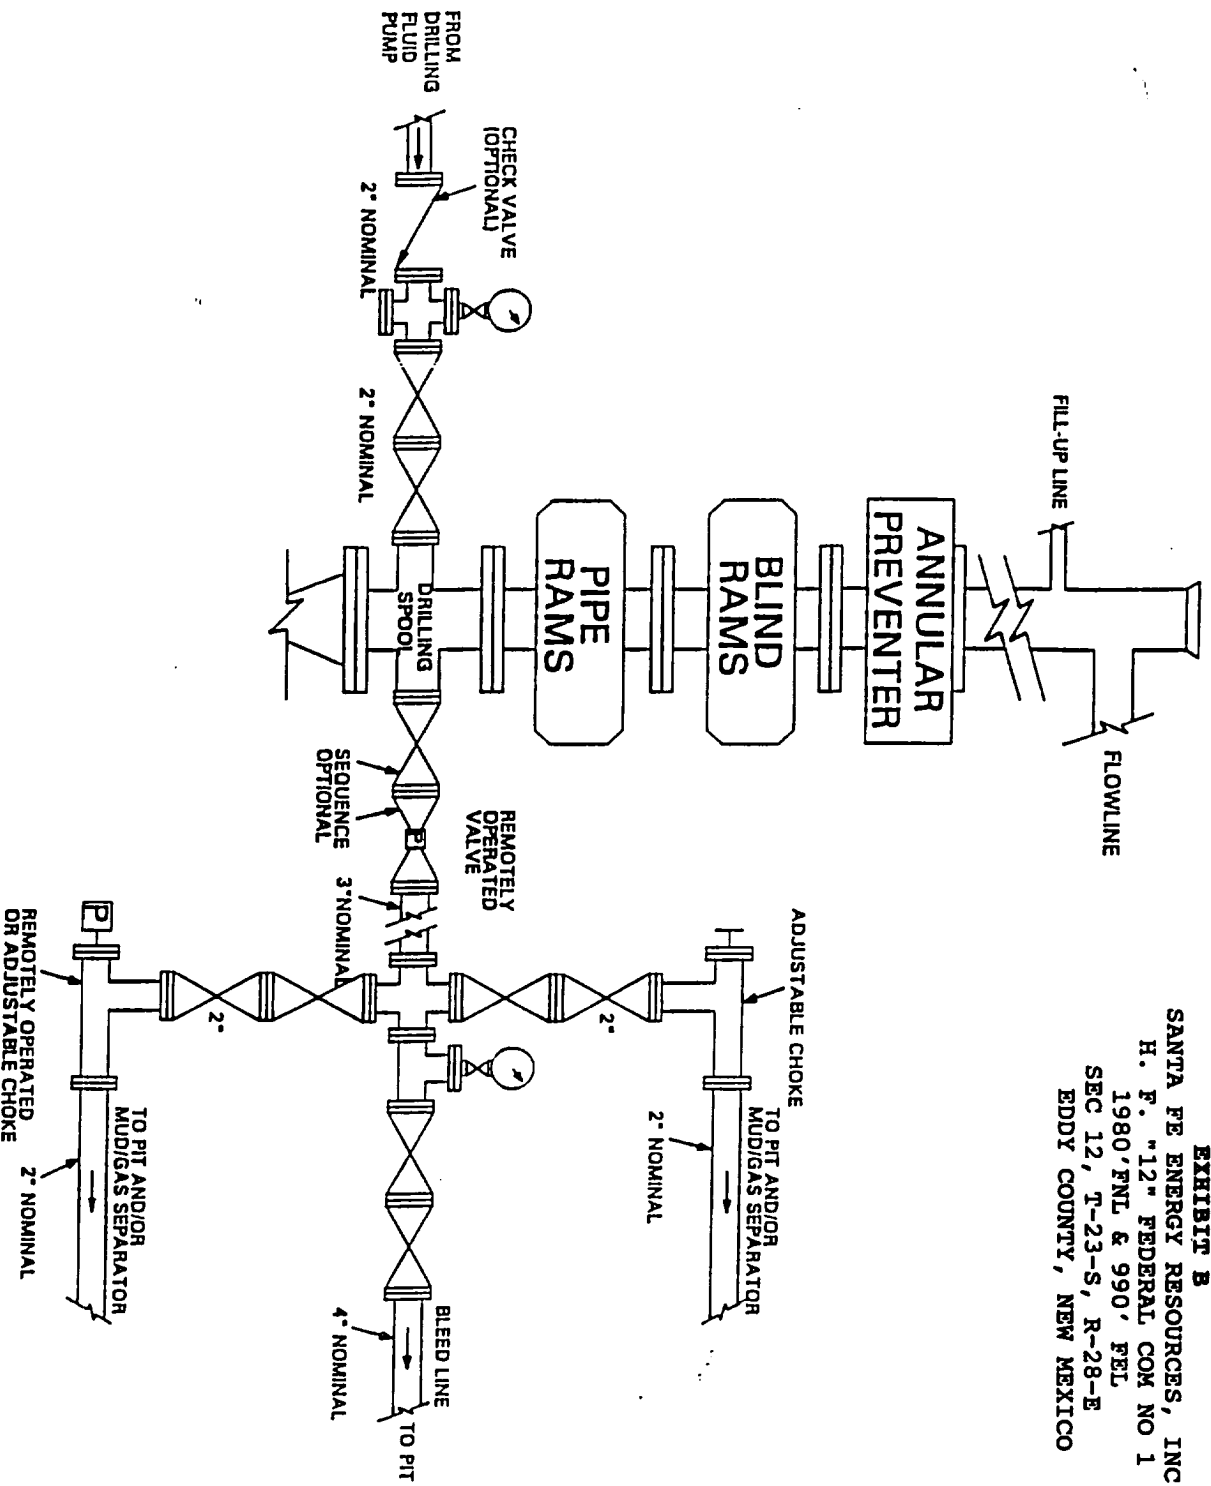 EXHIBIT B
SANTA FE ENERGY RESOURCES, INC
H. F. "12" FEDERAL COM NO 1
1980'FNL & 990' FEL
SEC 12, T-23-S, R-28-E
EDDY COUNTY, NEW MEXICO
FILL-UP LINE
FLOWLINE
ANNULAR
PREVENTER
BLIND
RAMS
PIPE
RAMS
DRILLING
SPOOL
FROM
DRILLING
FLUID
PUMP
CHECK VALVE
(OPTIONAL)
2" NOMINAL
2" NOMINAL
SEQUENCE
OPTIONAL
REMOTELY
OPERATED
VALVE
P
3"NOMINAL
ADJUSTABLE CHOKE
2"
TO PIT AND/OR
MUD/GAS SEPARATOR
2" NOMINAL
BLEED LINE
TO PIT
4" NOMINAL
2"
P
REMOTELY OPERATED
OR ADJUSTABLE CHOKE
TO PIT AND/OR
MUD/GAS SEPARATOR
2" NOMINAL